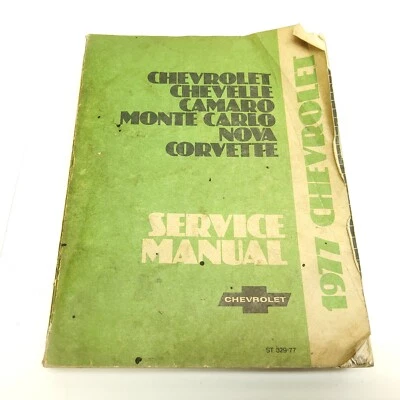 CHEVROLET
CHEVELLE
CAMARO
MONTE CARLO
NOVA
CORVETTE
SERVICE
MANUAL
CHEVROLET
ST 329-77
1977 CHEVROLET